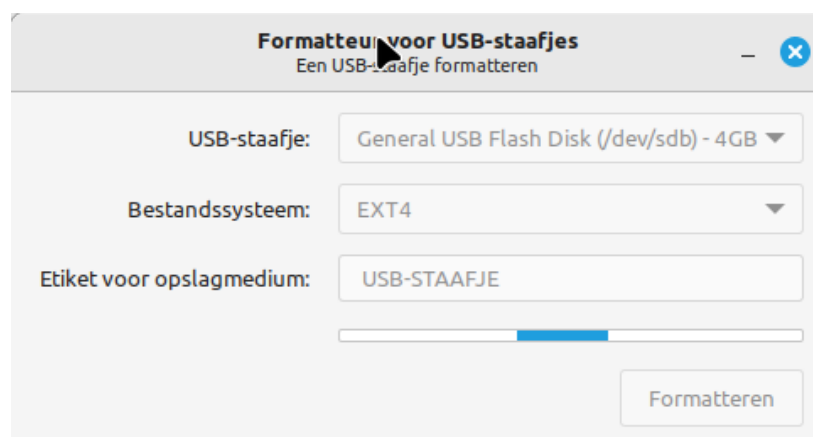 Formatteur voor USB-staafjes
Een USB-staafje formatteren
USB-staafje: General USB Flash Disk (/dev/sdb) - 4GB
Bestandssysteem: EXT4
Etiket voor opslagmedium: USB-STAAFJE
Formatteren